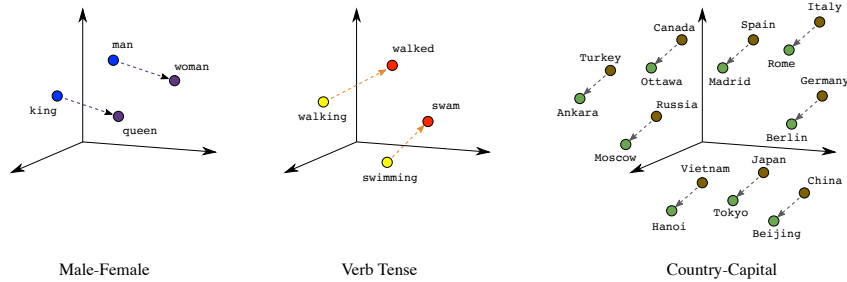 man
woman
king
queen
Male-Female
walked
swam
walking
swimming
Verb Tense
Italy
Canada
Spain
Rome
Turkey
Ottawa
Madrid
Germany
Ankara
Russia
Berlin
Moscow
Vietnam
Japan
China
Tokyo
Hanoi
Beijing
Country-Capital